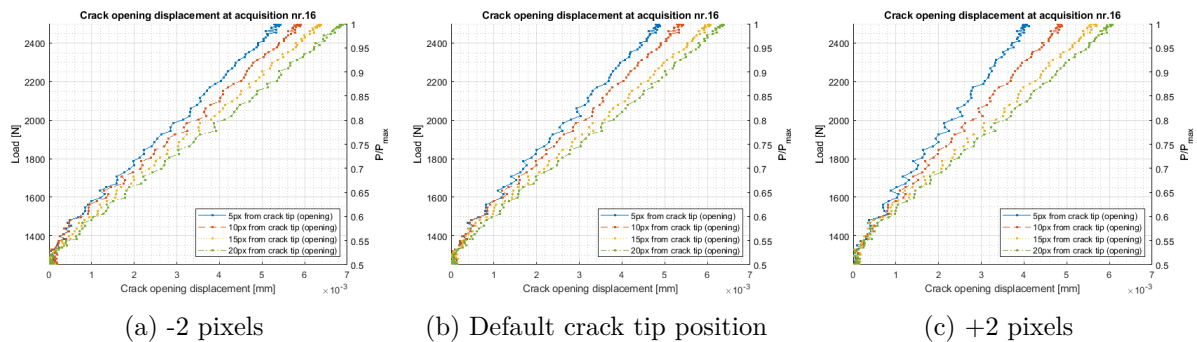 Crack opening displacement at acquisition nr.16
2400
2200
2000
1800
1600
1400
Load [N]
1
0.95
0.9
0.85
0.8
0.75
0.7
0.65
0.6
0.55
0.5
P/Pmax
5px from crack tip (opening)
10px from crack tip (opening)
15px from crack tip (opening)
20px from crack tip (opening)
0 1 2 3 4 5 6 7
Crack opening displacement [mm] ×10-3
(a) -2 pixels
Crack opening displacement at acquisition nr.16
2400
2200
2000
1800
1600
1400
Load [N]
1
0.95
0.9
0.85
0.8
0.75
0.7
0.65
0.6
0.55
0.5
P/Pmax
5px from crack tip (opening)
10px from crack tip (opening)
15px from crack tip (opening)
20px from crack tip (opening)
0 1 2 3 4 5 6 7
Crack opening displacement [mm] ×10-3
(b) Default crack tip position
Crack opening displacement at acquisition nr.16
2400
2200
2000
1800
1600
1400
Load [N]
1
0.95
0.9
0.85
0.8
0.75
0.7
0.65
0.6
0.55
0.5
P/Pmax
5px from crack tip (opening)
10px from crack tip (opening)
15px from crack tip (opening)
20px from crack tip (opening)
0 1 2 3 4 5 6 7
Crack opening displacement [mm] ×10-3
(c) +2 pixels